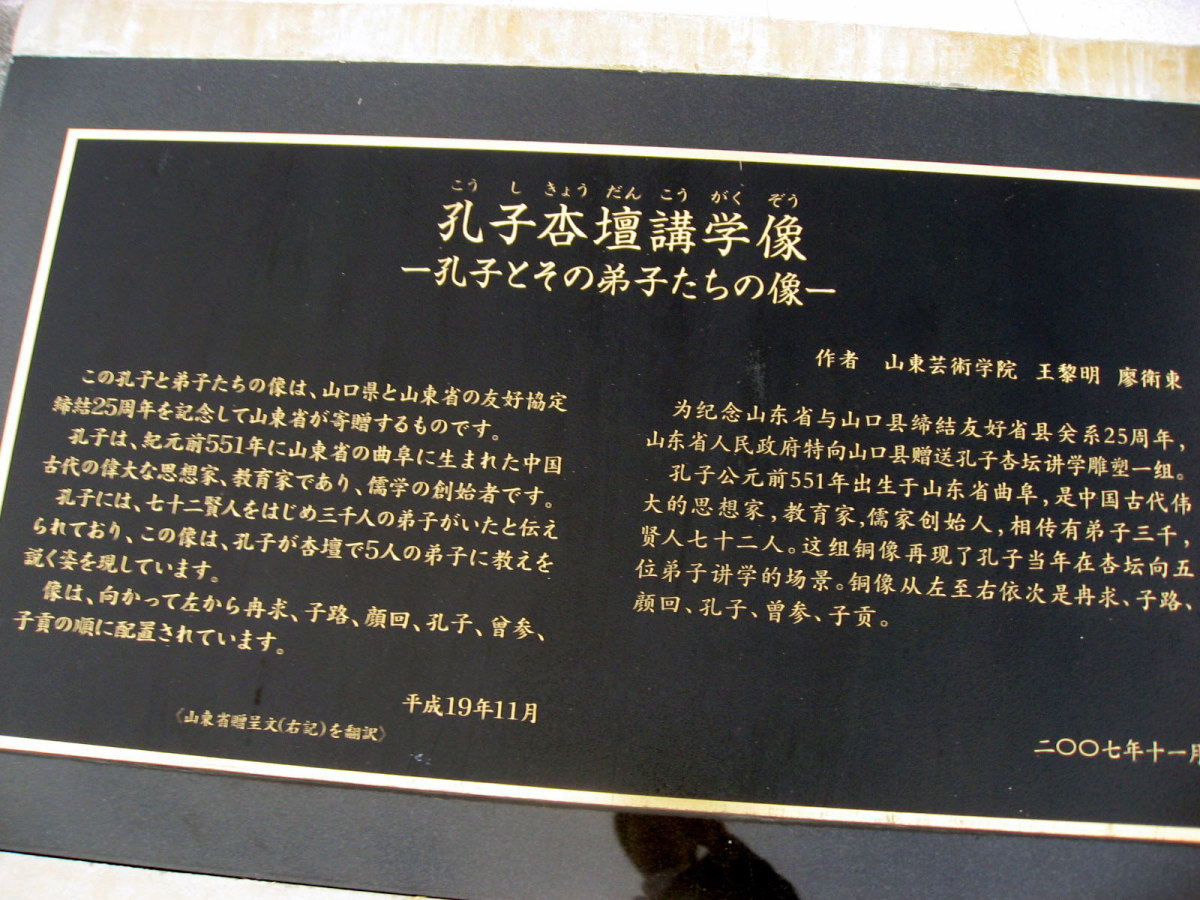 こう し きょう だん こう がく ぞう
孔子杏壇講学像
ー孔子とその弟子たちの像ー
作者 山東芸術学院 王黎明 廖衛東
この孔子と弟子たちの像は、山口県と山東省の友好協定
締結25周年を記念して山東省が寄贈するものです。
孔子は、紀元前551年に山東省の曲阜に生まれた中国
古代の偉大な思想家、教育家であり、儒学の創始者です。
孔子には、七十二賢人をはじめ三千人の弟子がいたと伝え
られており、この像は、孔子が杏壇で5人の弟子に教えを
説く姿を現しています。
像は、向かって左から冉求、子路、顔回、孔子、曾参、
子貢の順に配置されています。
平成19年11月
《山東省贈呈文(右記)を翻訳》
为纪念山东省与山口县缔结友好省县关系25周年,
山东省人民政府特向山口县赠送孔子杏坛讲学雕塑一组。
孔子公元前551年出生于山东省曲阜,是中国古代伟
大的思想家,教育家,儒家创始人,相传有弟子三千,
贤人七十二人。这组铜像再现了孔子当年在杏坛向五
位弟子讲学的场景。铜像从左至右依次是冉求、子路、
颜回、孔子、曾参、子贡。
二〇〇七年十一月